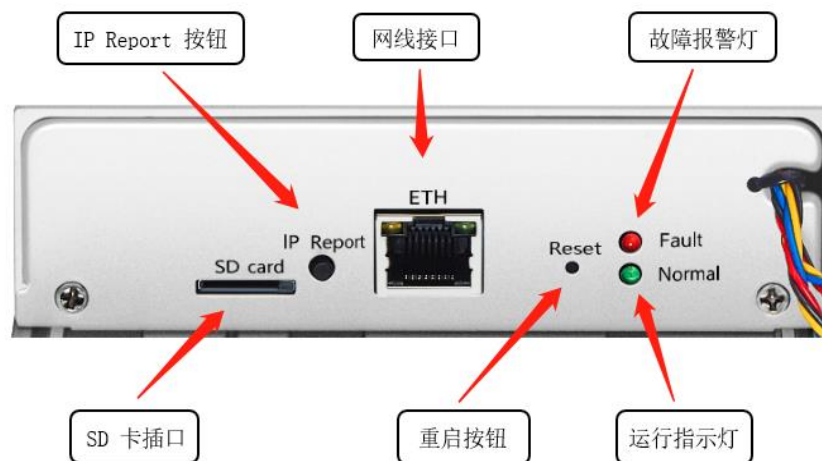 IP Report 按钮
网线接口
故障报警灯
ETH
IP Report
SD card
Reset
Fault
Normal
SD 卡插口
重启按钮
运行指示灯